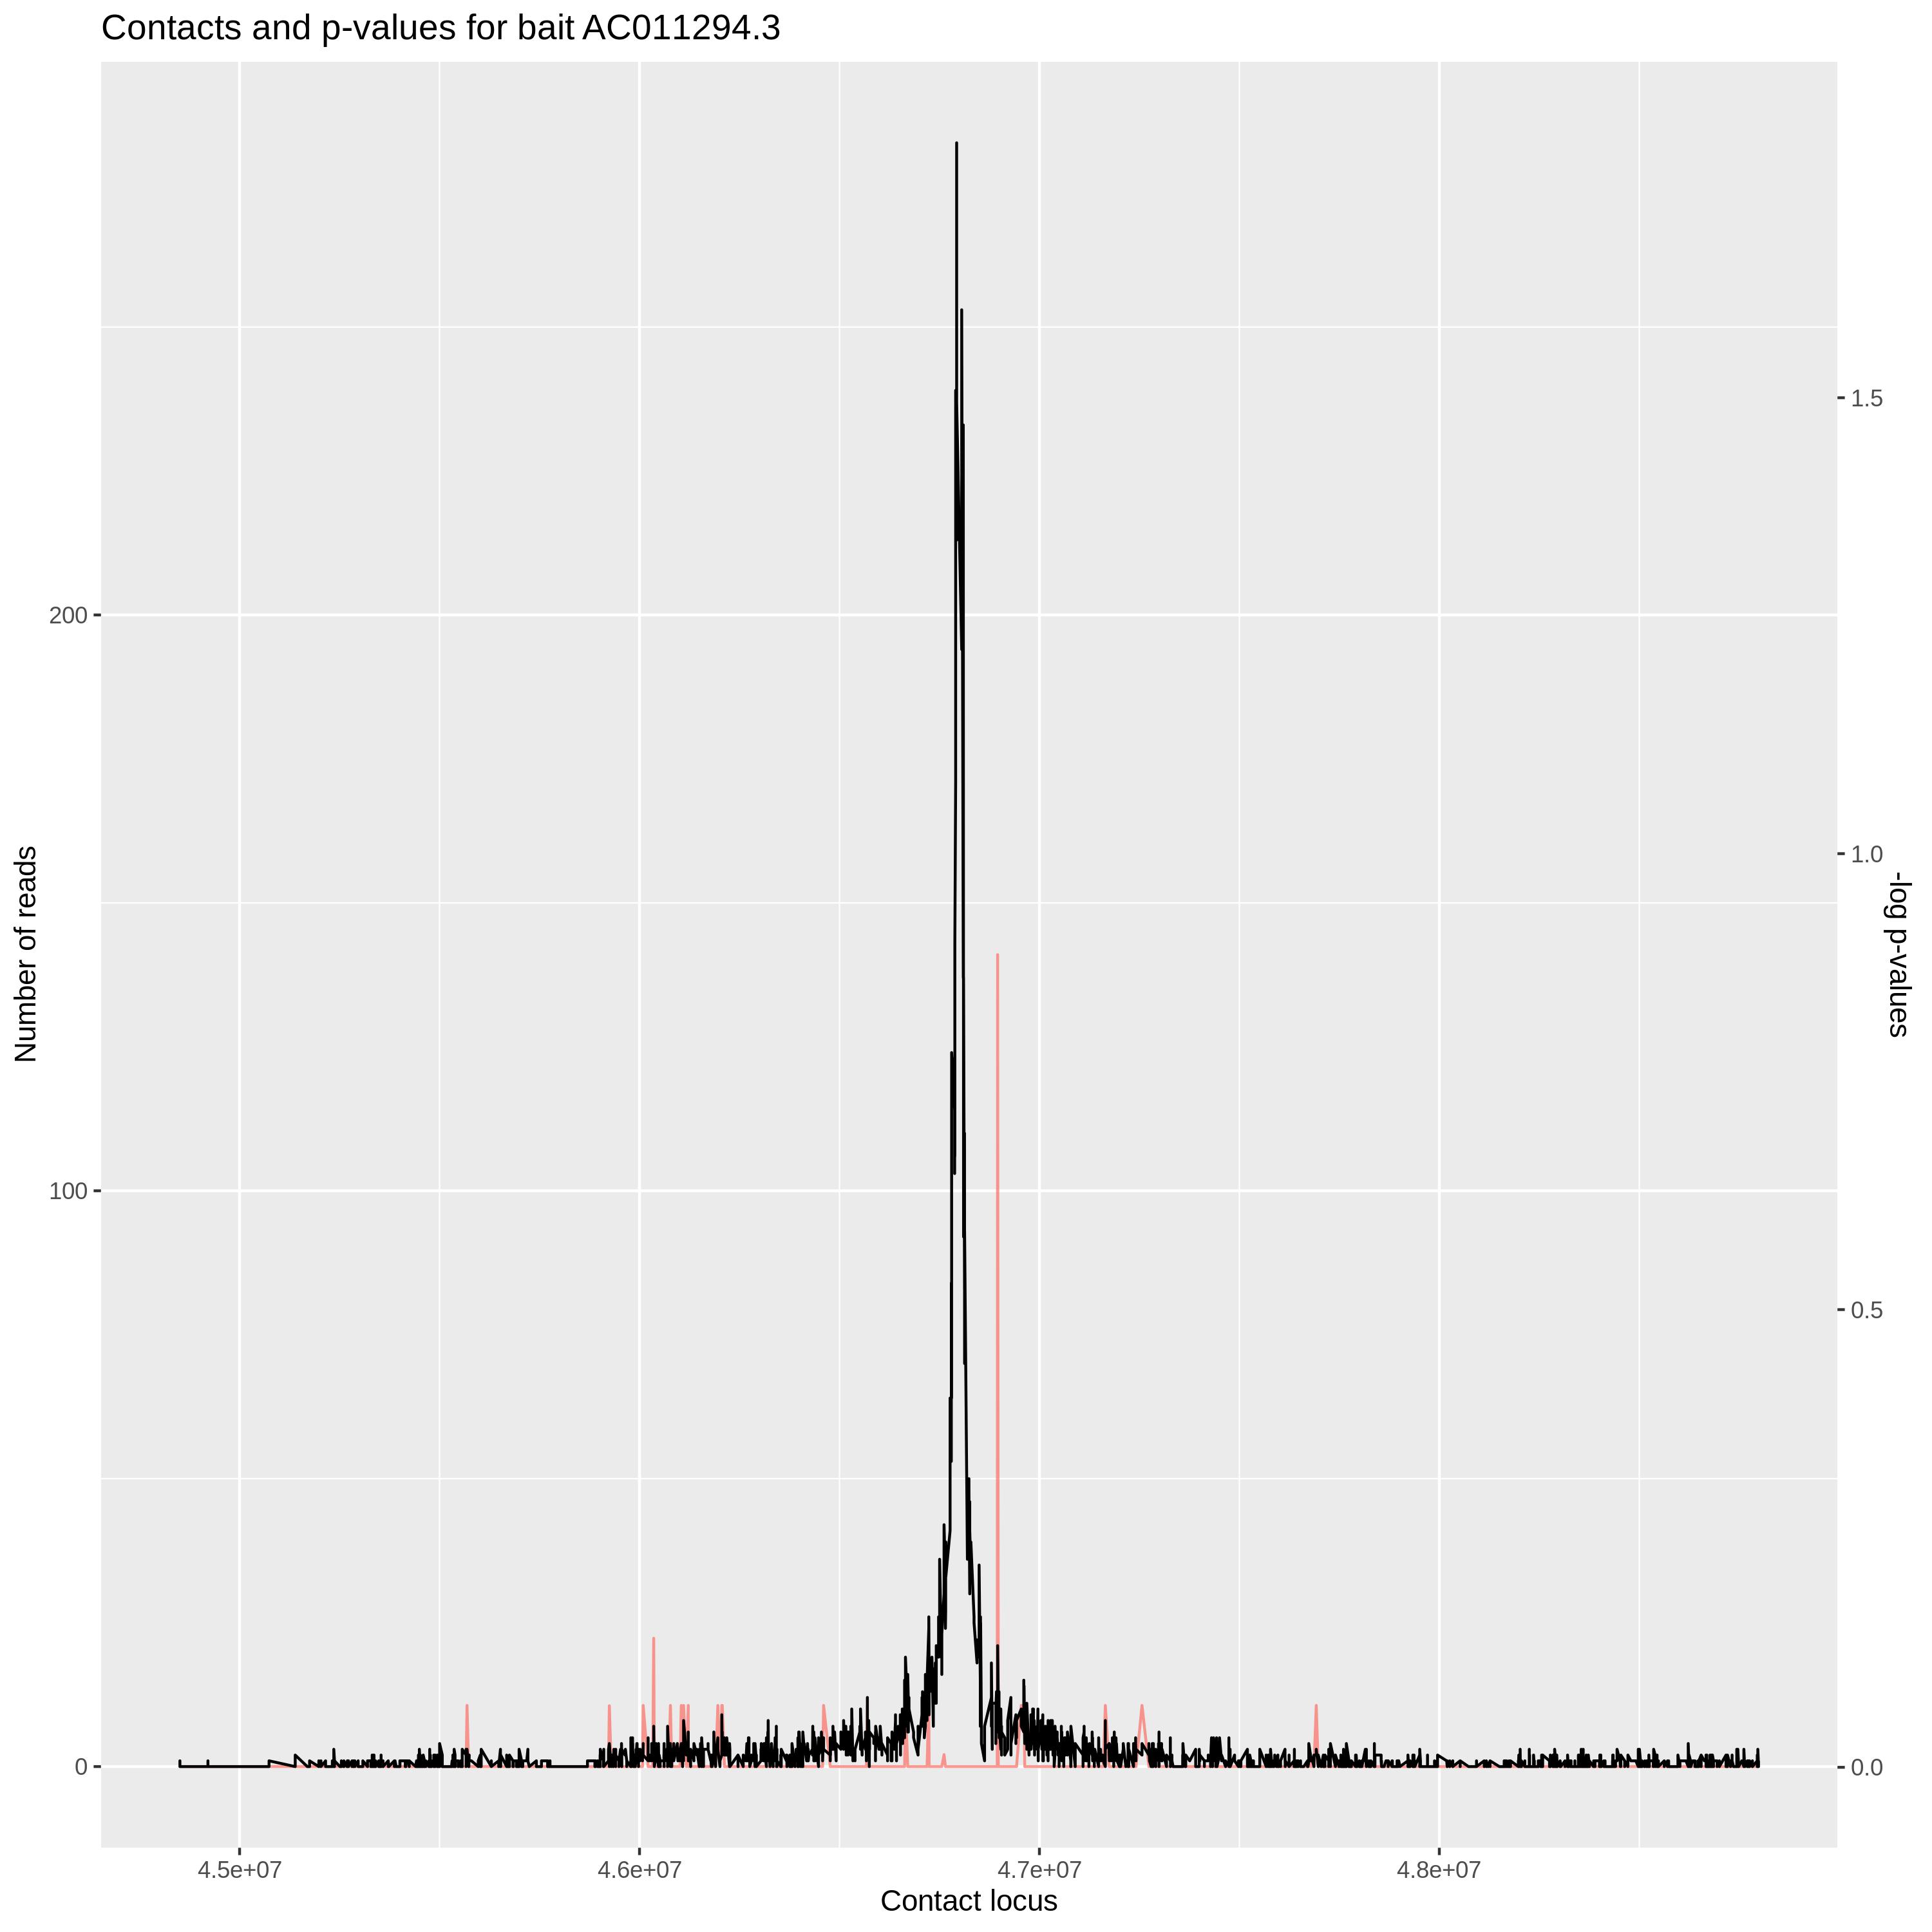 Contacts and p-values for bait AC011294.3
Number of reads
200
100
0
1.5
1.0
0.5
0.0
-log p-values
4.5e+07
4.6e+07
4.7e+07
4.8e+07
Contact locus